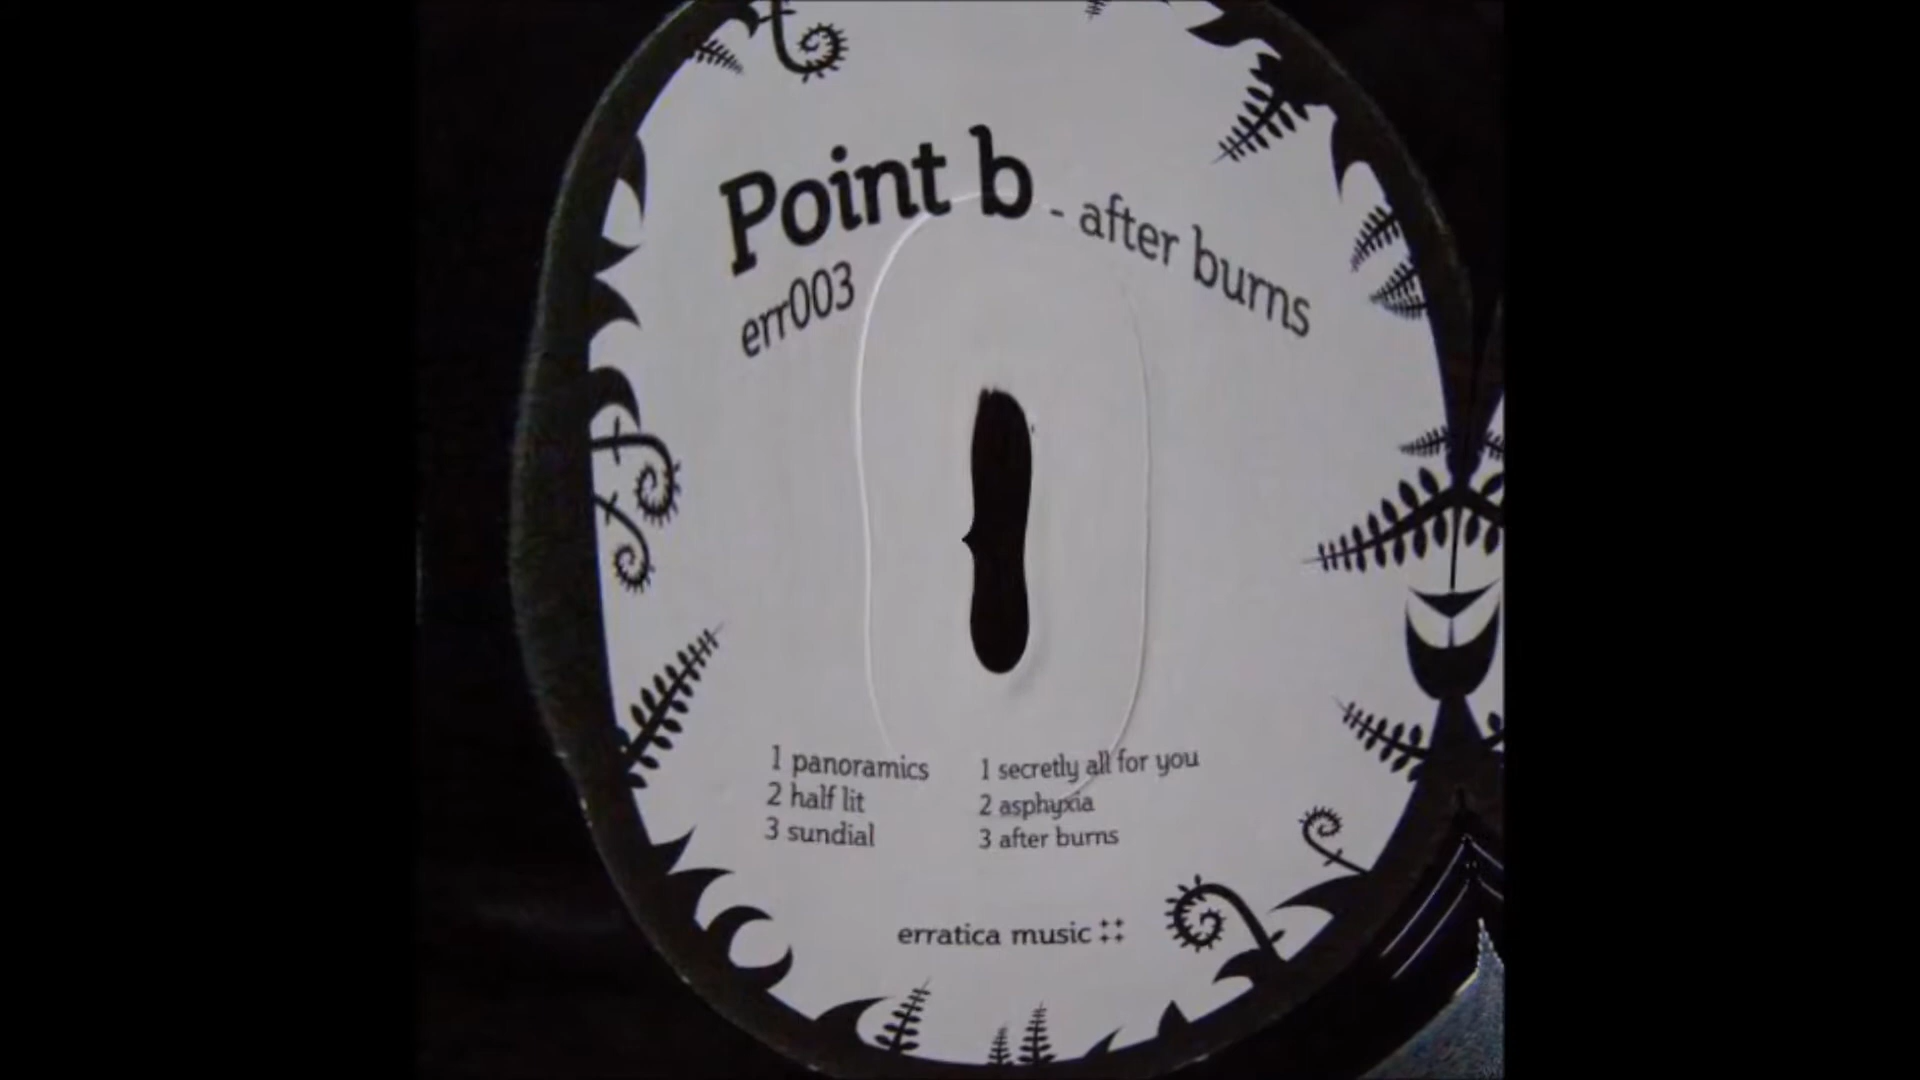 Point b - after burns
err003
1 panoramics
2 half lit
3 sundial
1 secretly all for you
2 asphyxia
3 after burns
erratica music